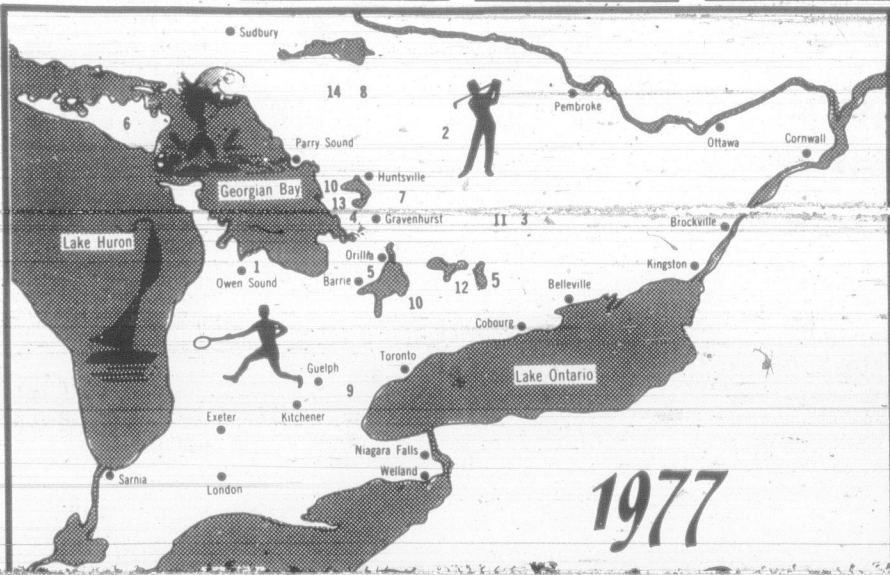 Sudbury
14 8
Pembroke
6
2
Ottawa
Cornwall
Parry Sound
Huntsville
Georgian Bay
10
7
13
4
Gravenhurst
11 3
Brockville
Lake Huron
Orillia
1
5
Kingston
Owen Sound
Barrie
12
5
Belleville
10
Cobourg
Toronto
Guelph
Lake Ontario
9
Exeter
Kitchener
Niagara Falls
Sarnia
Welland
London
1977